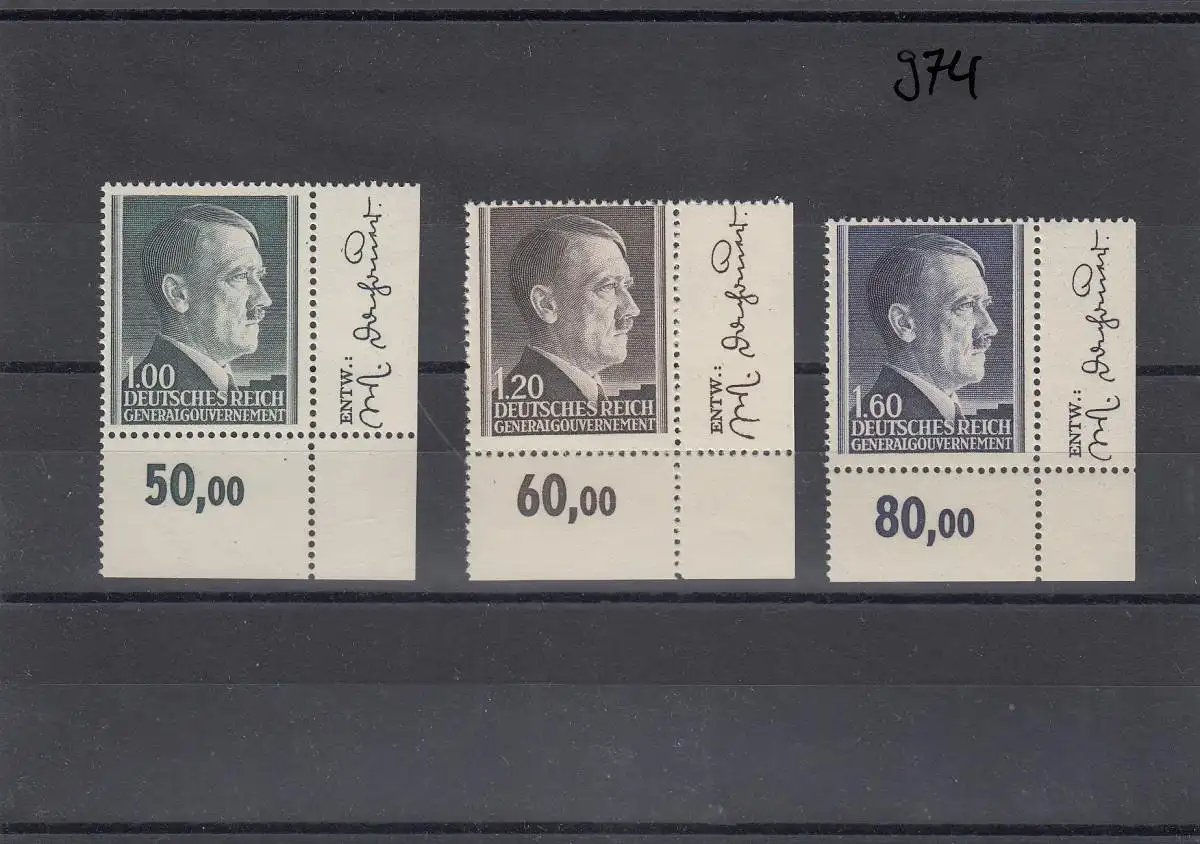 974
1.00
DEUTSCHES REICH
GENERALGOUVERNEMENT
ENTW.:
50,00
1.20
DEUTSCHES REICH
GENERALGOUVERNEMENT
ENTW.:
60,00
1.60
DEUTSCHES REICH
GENERALGOUVERNEMENT
ENTW.:
80,00